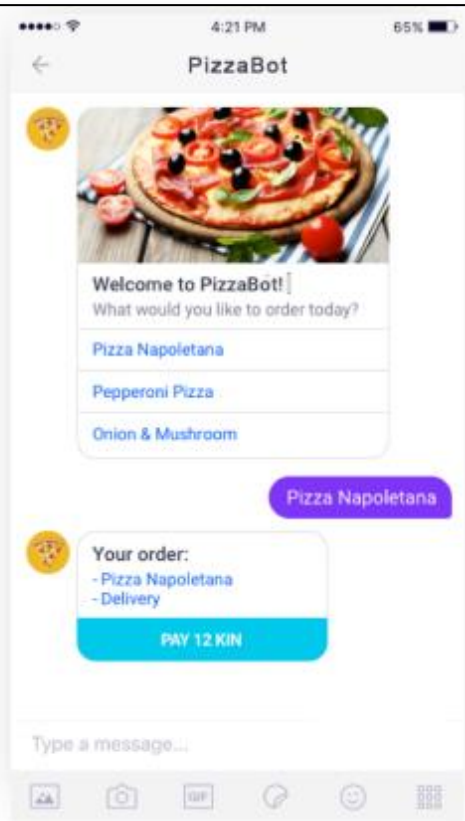 4:21 PM
65%
PizzaBot
Welcome to PizzaBot!
What would you like to order today?
Pizza Napoletana
Pepperoni Pizza
Onion & Mushroom
Pizza Napoletana
Your order:
- Pizza Napoletana
- Delivery
PAY 12 KIN
Type a message...
GIF